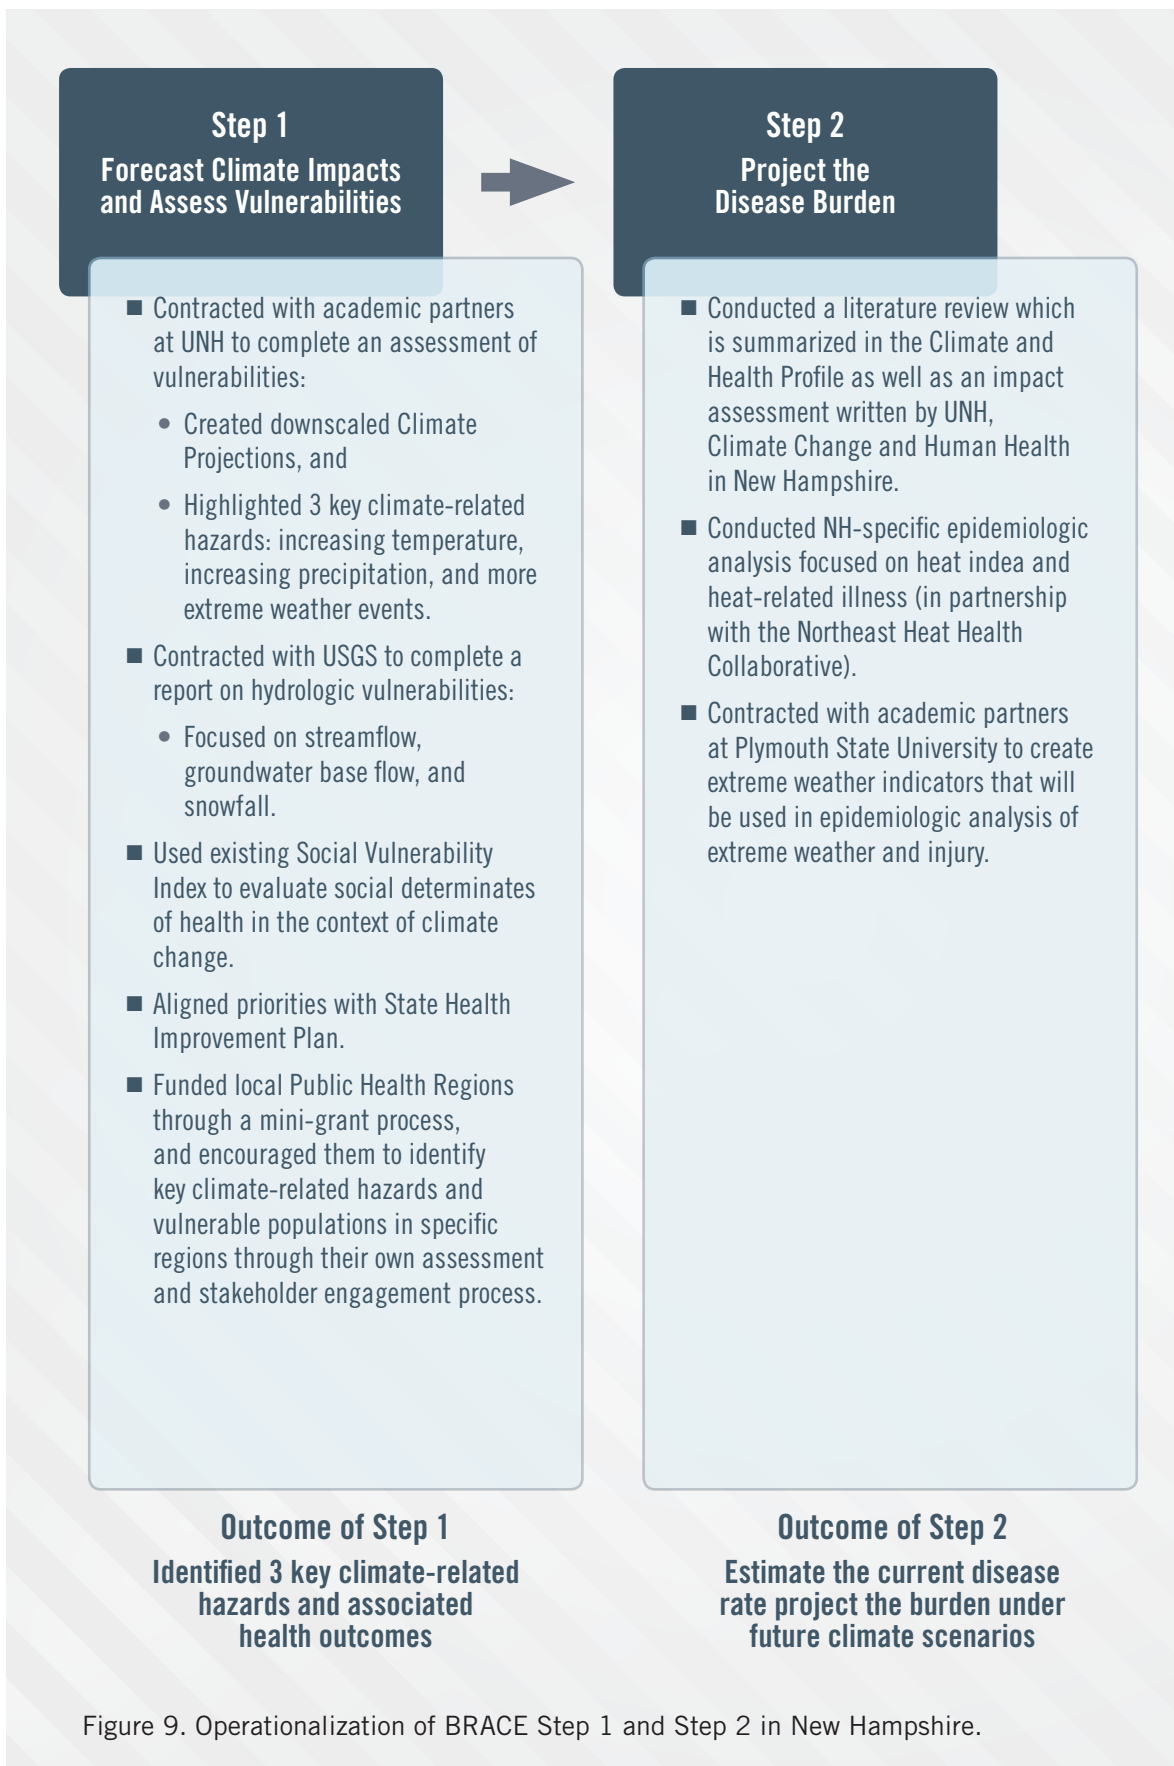 Step 1
Forecast Climate Impacts
and Assess Vulnerabilities
■ Contracted with academic partners
at UNH to complete an assessment of
vulnerabilities:
• Created downscaled Climate
Projections, and
• Highlighted 3 key climate-related
hazards: increasing temperature,
increasing precipitation, and more
extreme weather events.
■ Contracted with USGS to complete a
report on hydrologic vulnerabilities:
• Focused on streamflow,
groundwater base flow, and
snowfall.
■ Used existing Social Vulnerability
Index to evaluate social determinates
of health in the context of climate
change.
■ Aligned priorities with State Health
Improvement Plan.
■ Funded local Public Health Regions
through a mini-grant process,
and encouraged them to identify
key climate-related hazards and
vulnerable populations in specific
regions through their own assessment
and stakeholder engagement process.
Outcome of Step 1
Identified 3 key climate-related
hazards and associated
health outcomes
Step 2
Project the
Disease Burden
■ Conducted a literature review which
is summarized in the Climate and
Health Profile as well as an impact
assessment written by UNH,
Climate Change and Human Health
in New Hampshire.
■ Conducted NH-specific epidemiologic
analysis focused on heat indea and
heat-related illness (in partnership
with the Northeast Heat Health
Collaborative).
■ Contracted with academic partners
at Plymouth State University to create
extreme weather indicators that will
be used in epidemiologic analysis of
extreme weather and injury.
Outcome of Step 2
Estimate the current disease
rate project the burden under
future climate scenarios
Figure 9. Operationalization of BRACE Step 1 and Step 2 in New Hampshire.